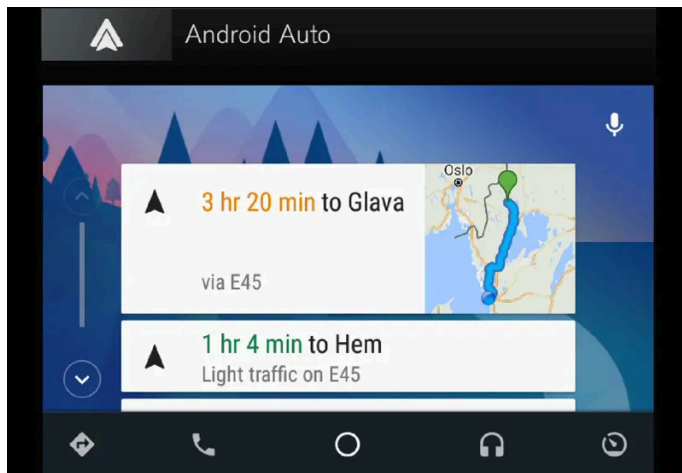 Android Auto
Oslo
3 hr 20 min to Glava
via E45
1 hr 4 min to Hem
Light traffic on E45